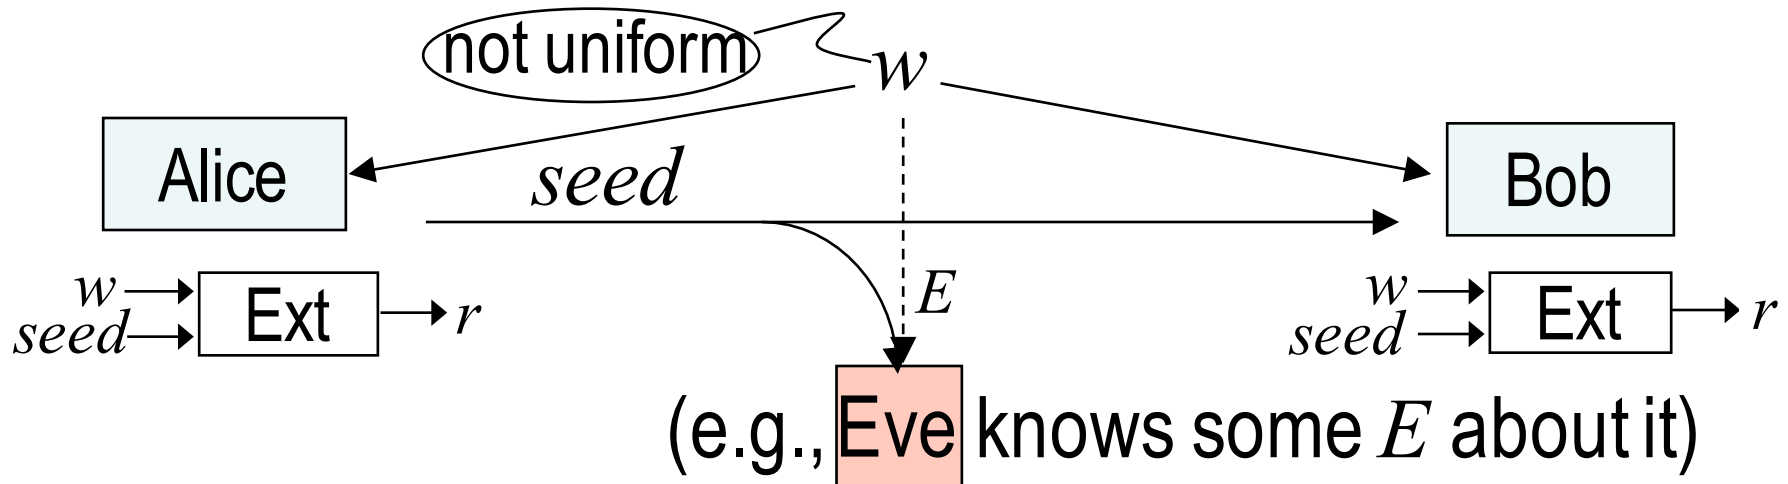 not uniform
w
Alice
seed
Bob
w
seed
Ext
r
E
w
seed
Ext
r
(e.g., Eve knows some E about it)